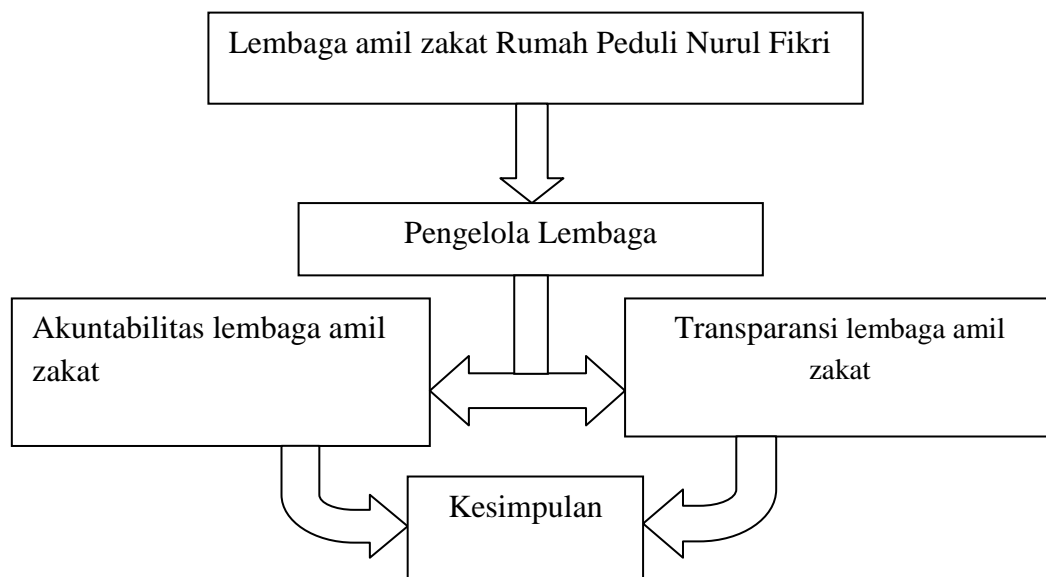 Lembaga amil zakat Rumah Peduli Nurul Fikri
Pengelola Lembaga
Akuntabilitas lembaga amil
zakat
Transparansi lembaga amil
zakat
Kesimpulan